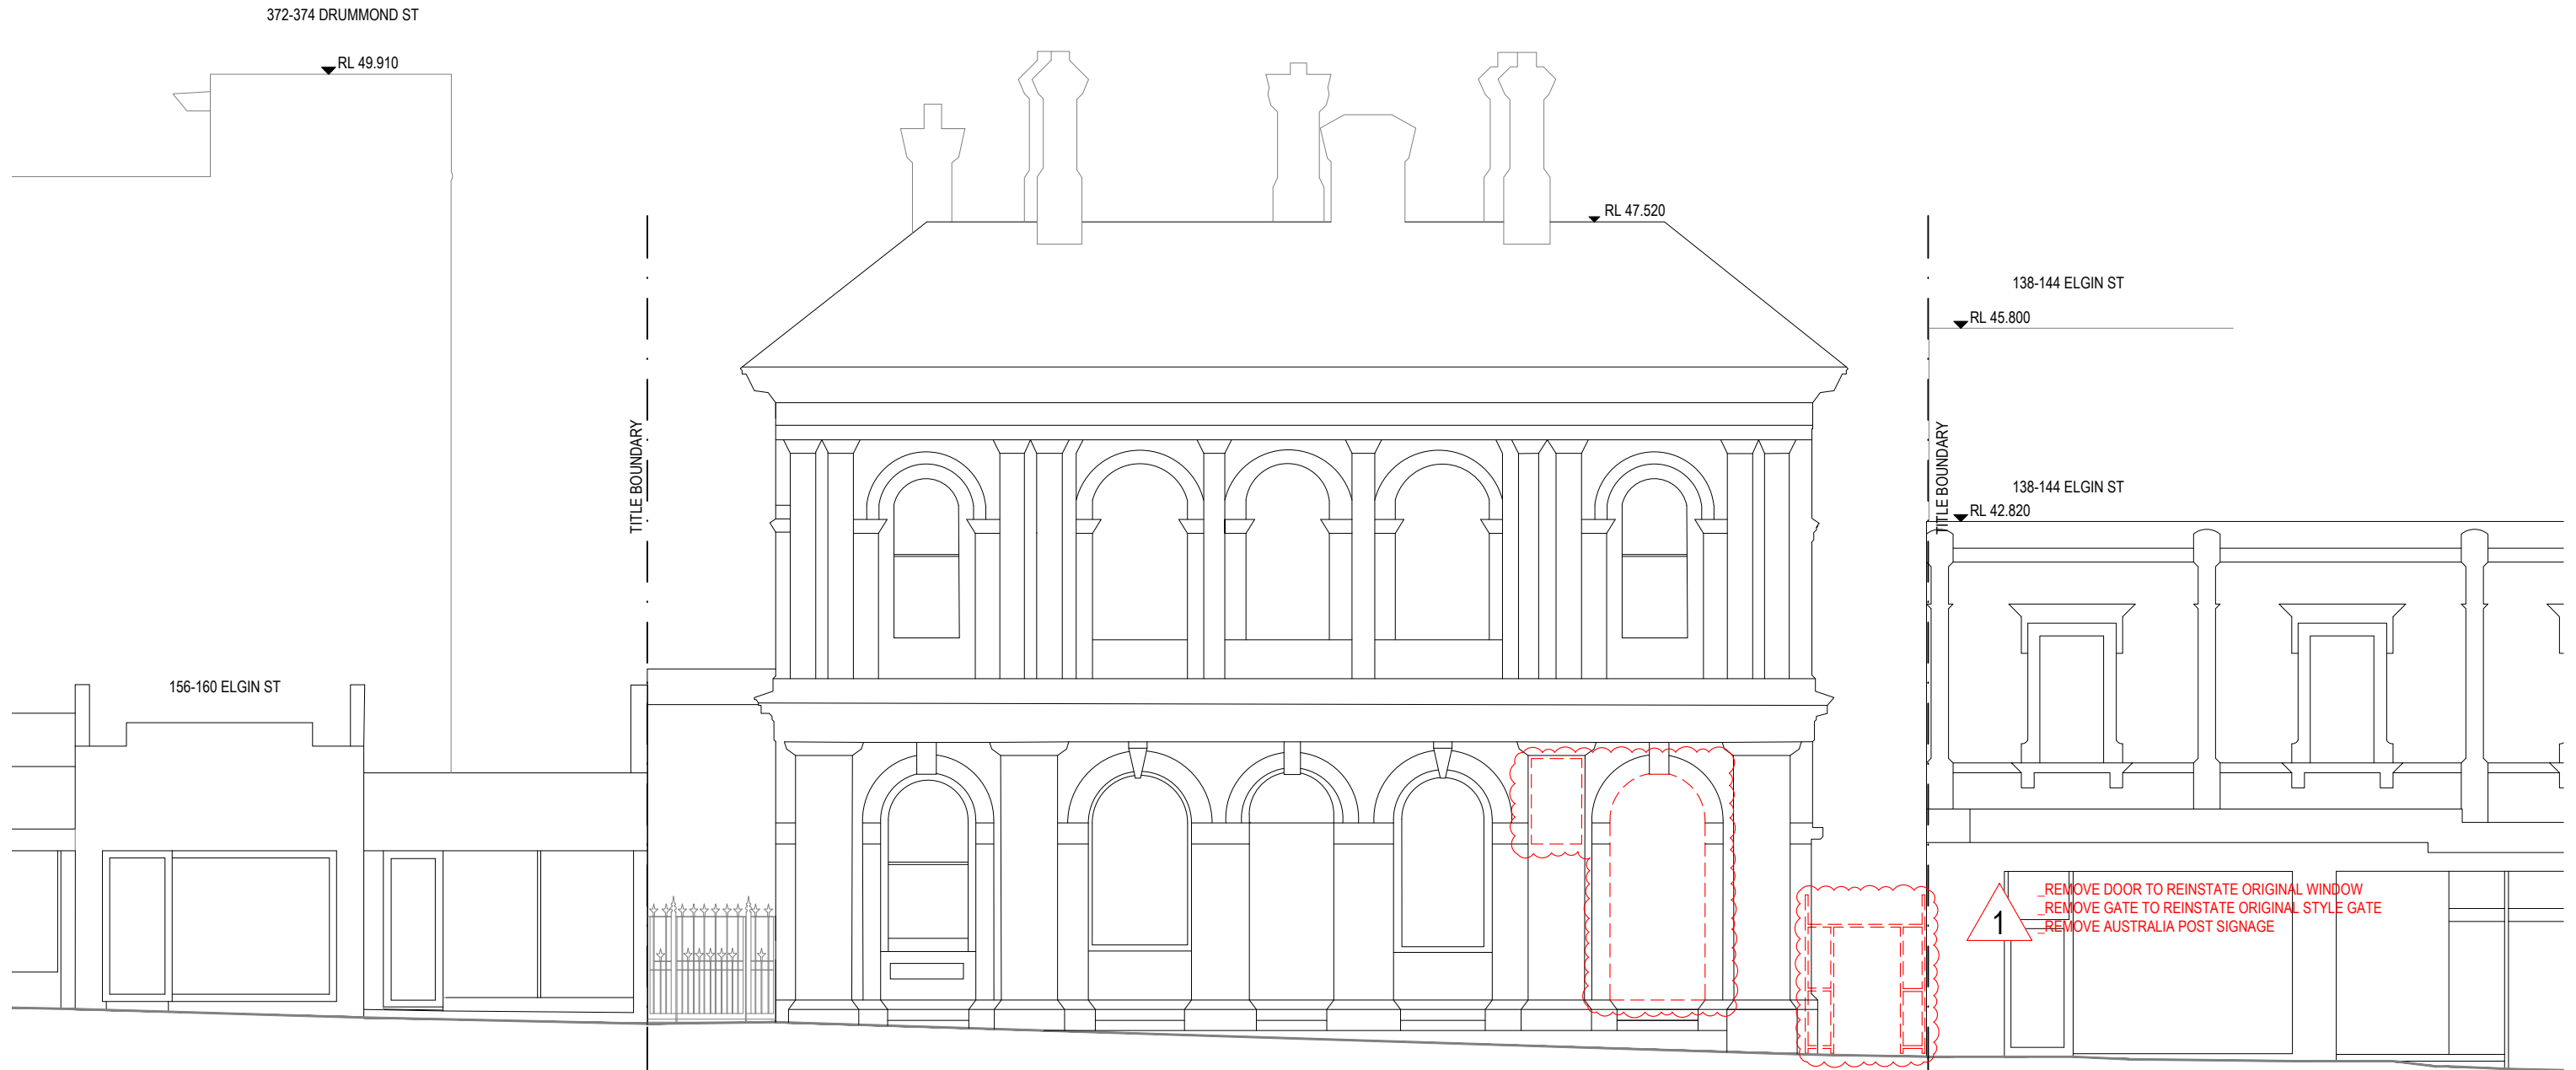 372-374 DRUMMOND ST
RL 49.910
RL 47.520
138-144 ELGIN ST
RL 45.800
TITLE BOUNDARY
TITLE BOUNDARY
138-144 ELGIN ST
RL 42.820
156-160 ELGIN ST
1
_REMOVE DOOR TO REINSTATE ORIGINAL WINDOW
_REMOVE GATE TO REINSTATE ORIGINAL STYLE GATE
_REMOVE AUSTRALIA POST SIGNAGE